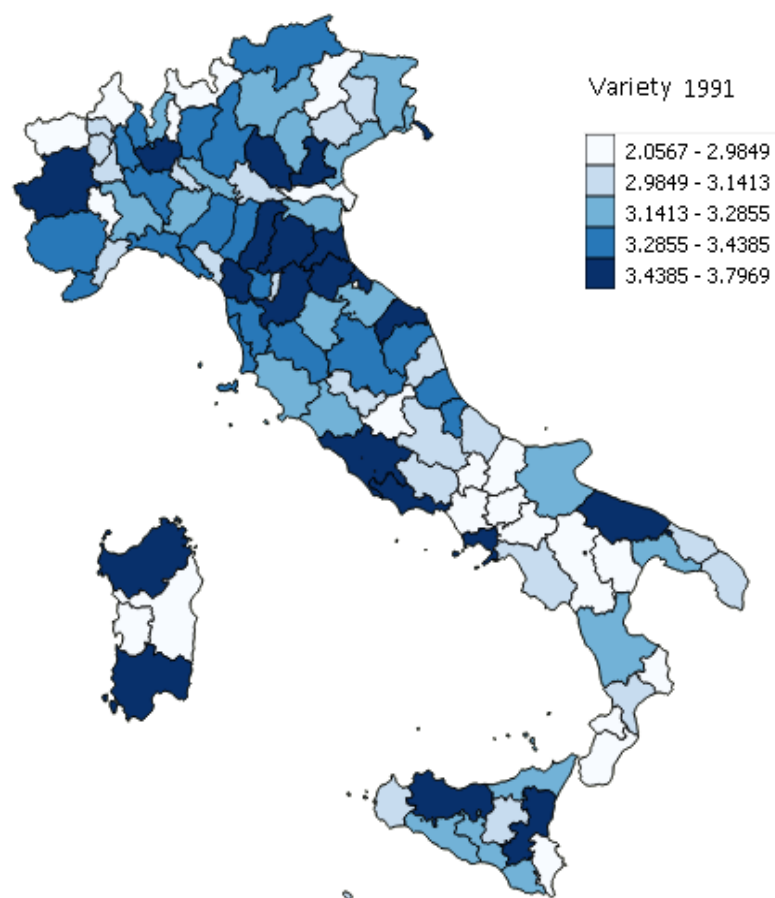 Variety 1991
2.0567 - 2.9849
2.9849 - 3.1413
3.1413 - 3.2855
3.2855 - 3.4385
3.4385 - 3.7969